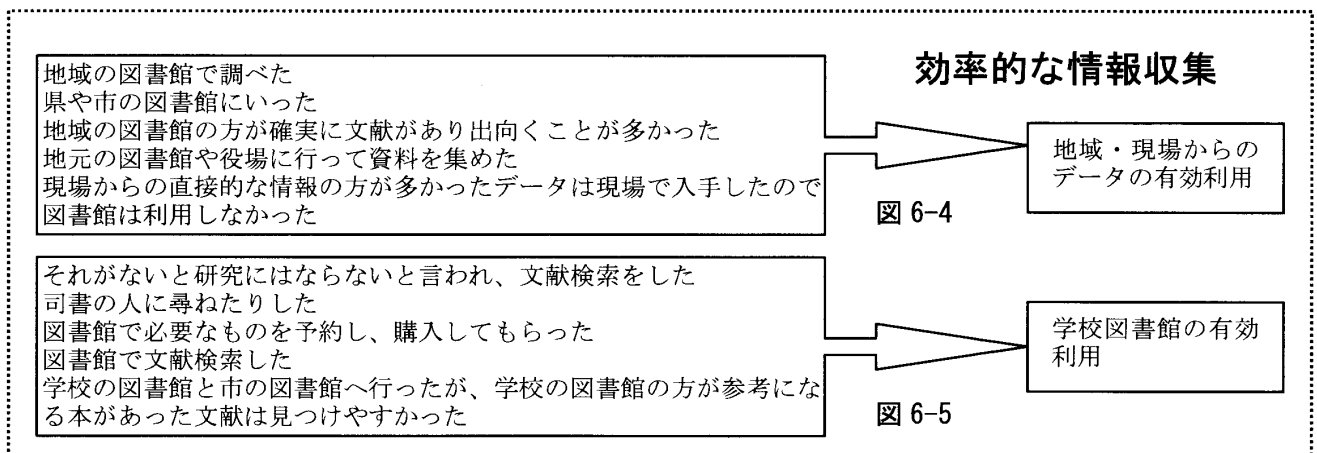 効率的な情報収集
地域の図書館で調べた
県や市の図書館にいった
地域の図書館の方が確実に文献があり出向くことが多かった
地元の図書館や役場に行って資料を集めた
現場からの直接的な情報の方が多かったデータは現場で入手したので
図書館は利用しなかった
地域・現場からの
データの有効利用
図 6-4
それがないと研究にはならないと言われ、文献検索をした
司書の人に尋ねたりした
図書館で必要なものを予約し、購入してもらった
図書館で文献検索した
学校の図書館と市の図書館へ行ったが、学校の図書館の方が参考にな
る本があった文献は見つけやすかった
学校図書館の有効
利用
図 6-5